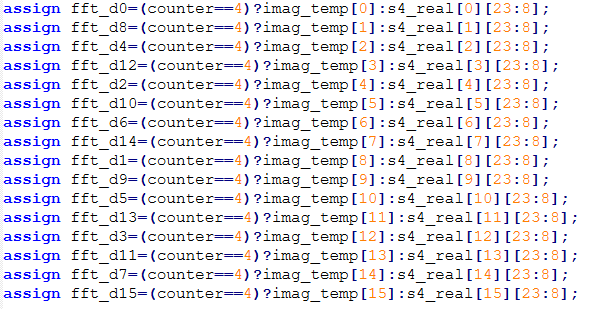 assign fft_d0=(counter==4)?imag_temp[0]:s4_real[0][23:8];
assign fft_d8=(counter==4)?imag_temp[1]:s4_real[1][23:8];
assign fft_d4=(counter==4)?imag_temp[2]:s4_real[2][23:8];
assign fft_d12=(counter==4)?imag_temp[3]:s4_real[3][23:8];
assign fft_d2=(counter==4)?imag_temp[4]:s4_real[4][23:8];
assign fft_d10=(counter==4)?imag_temp[5]:s4_real[5][23:8];
assign fft_d6=(counter==4)?imag_temp[6]:s4_real[6][23:8];
assign fft_d14=(counter==4)?imag_temp[7]:s4_real[7][23:8];
assign fft_d1=(counter==4)?imag_temp[8]:s4_real[8][23:8];
assign fft_d9=(counter==4)?imag_temp[9]:s4_real[9][23:8];
assign fft_d5=(counter==4)?imag_temp[10]:s4_real[10][23:8];
assign fft_d13=(counter==4)?imag_temp[11]:s4_real[11][23:8];
assign fft_d3=(counter==4)?imag_temp[12]:s4_real[12][23:8];
assign fft_d11=(counter==4)?imag_temp[13]:s4_real[13][23:8];
assign fft_d7=(counter==4)?imag_temp[14]:s4_real[14][23:8];
assign fft_d15=(counter==4)?imag_temp[15]:s4_real[15][23:8];